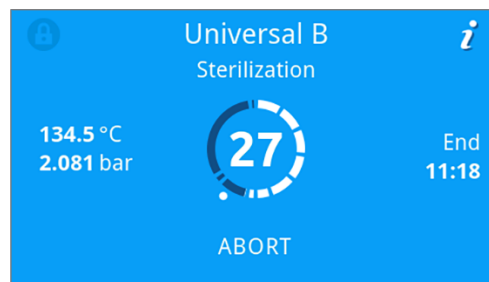 Universal B
i
Sterilization
134.5 °C
2.081 bar
27
End
11:18
ABORT